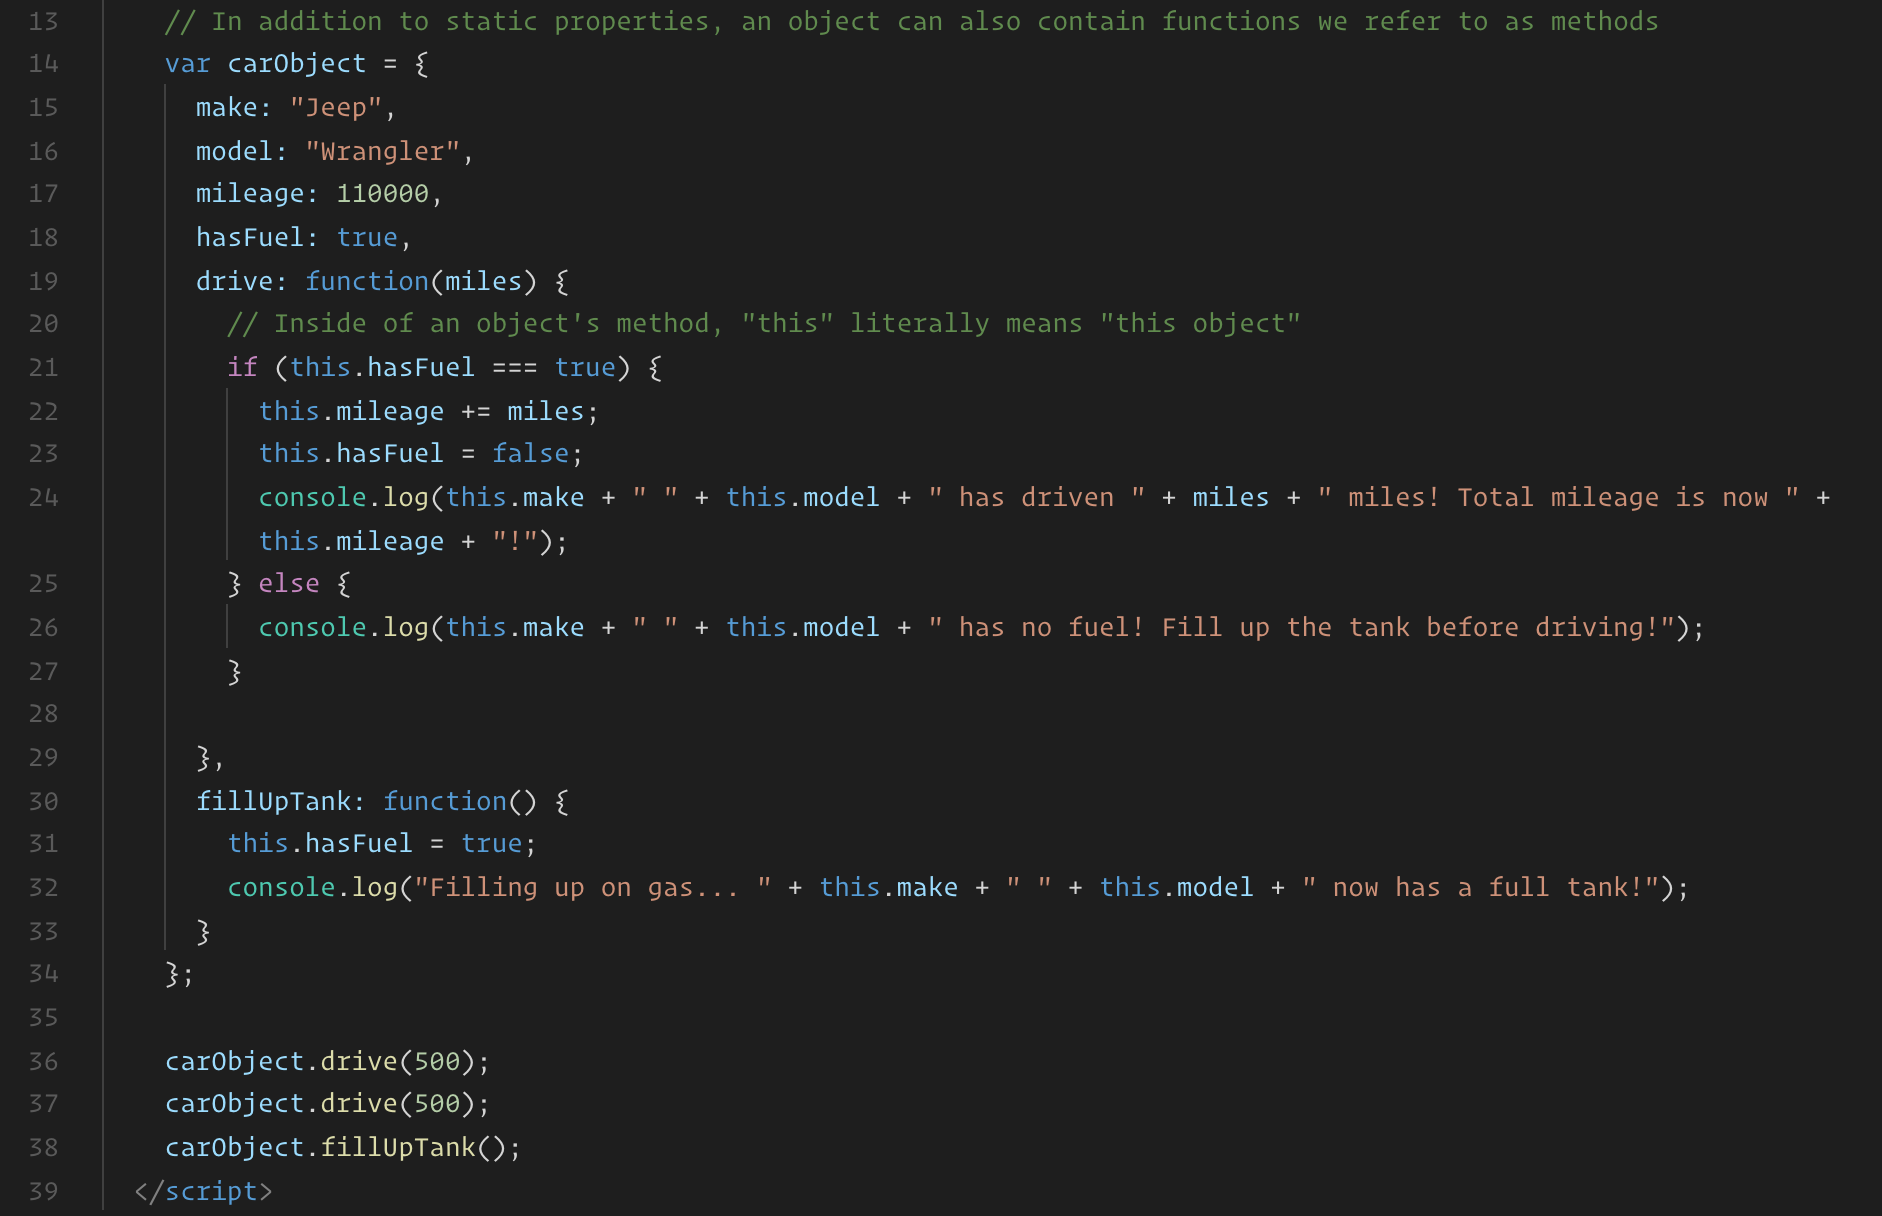 13 // In addition to static properties, an object can also contain functions we refer to as methods
14 var carObject = {
15 make: "Jeep",
16 model: "Wrangler",
17 mileage: 110000,
18 hasFuel: true,
19 drive: function(miles) {
20 // Inside of an object's method, "this" literally means "this object"
21 if (this.hasFuel === true) {
22 this.mileage += miles;
23 this.hasFuel = false;
24 console.log(this.make + " " + this.model + " has driven " + miles + " miles! Total mileage is now " +
this.mileage + "!");
25 } else {
26 console.log(this.make + " " + this.model + " has no fuel! Fill up the tank before driving!");
27 }
28
29 },
30 fillUpTank: function() {
31 this.hasFuel = true;
32 console.log("Filling up on gas... " + this.make + " " + this.model + " now has a full tank!");
33 }
34 };
35
36 carObject.drive(500);
37 carObject.drive(500);
38 carObject.fillUpTank();
39 </script>